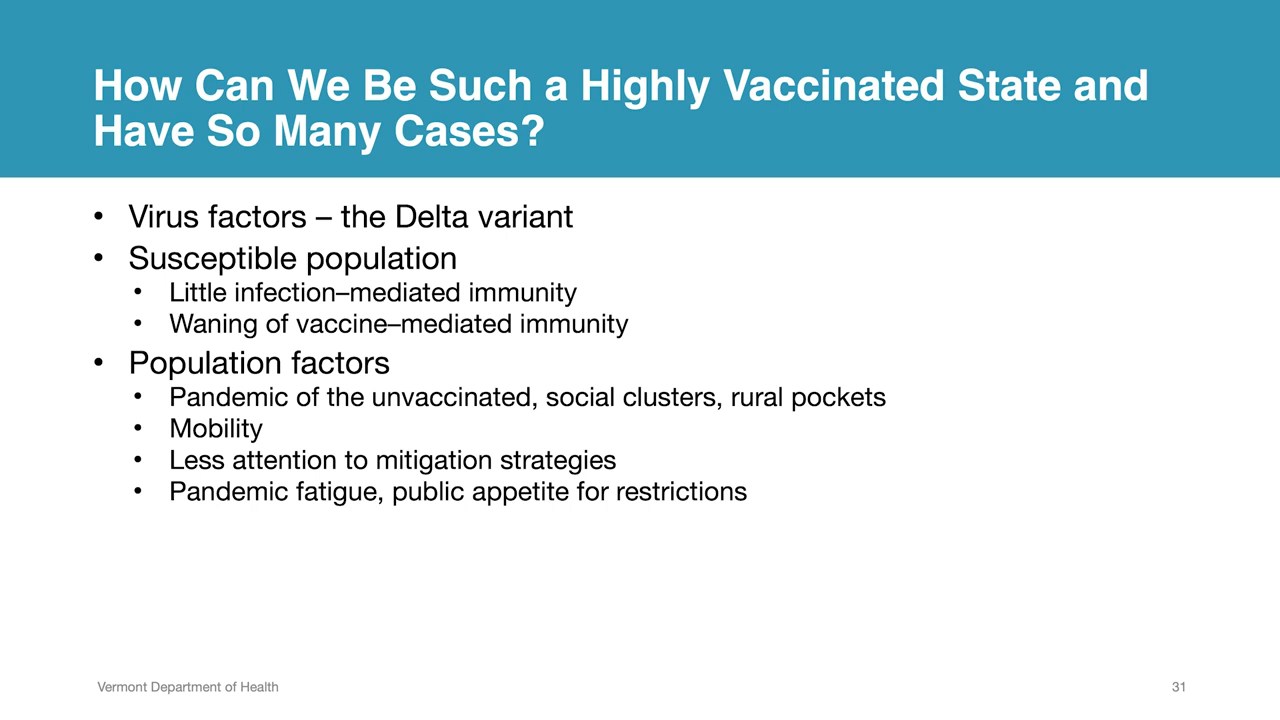 How Can We Be Such a Highly Vaccinated State and
Have So Many Cases?
• Virus factors – the Delta variant
• Susceptible population
• Little infection–mediated immunity
• Waning of vaccine–mediated immunity
• Population factors
• Pandemic of the unvaccinated, social clusters, rural pockets
• Mobility
• Less attention to mitigation strategies
• Pandemic fatigue, public appetite for restrictions
Vermont Department of Health
31